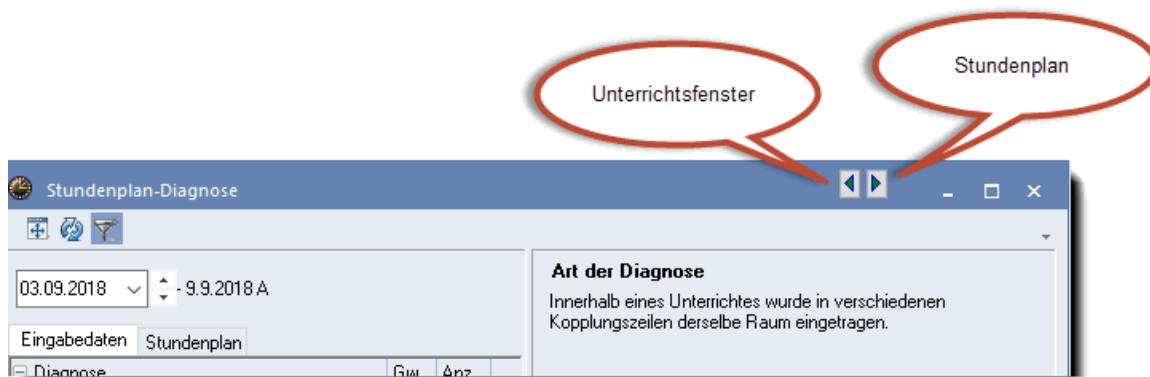 Unterrichtsfenster
Stundenplan
Stundenplan-Diagnose
03.09.2018 - 9.9.2018 A
Eingabedaten Stundenplan
Diagnose Gw. Anz.
Art der Diagnose
Innerhalb eines Unterrichtes wurde in verschiedenen
Kopplungszeilen derselbe Raum eingetragen.